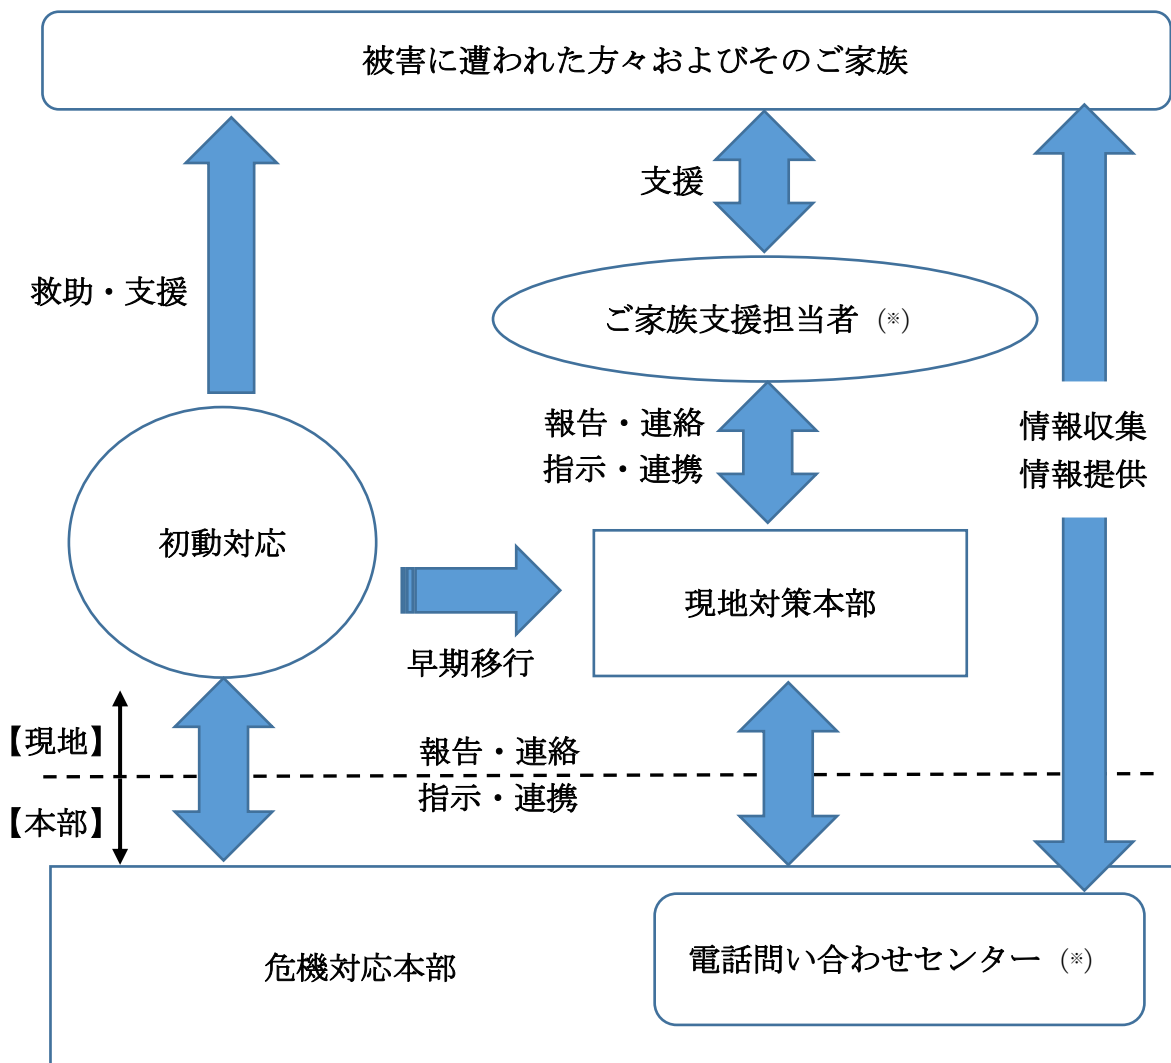 被害に遭われた方々およびそのご家族
支援
救助・支援
ご家族支援担当者 (※)
報告・連絡
指示・連携
情報収集
情報提供
初動対応
現地対策本部
早期移行
【現地】
報告・連絡
指示・連携
【本部】
危機対応本部
電話問い合わせセンター (※)